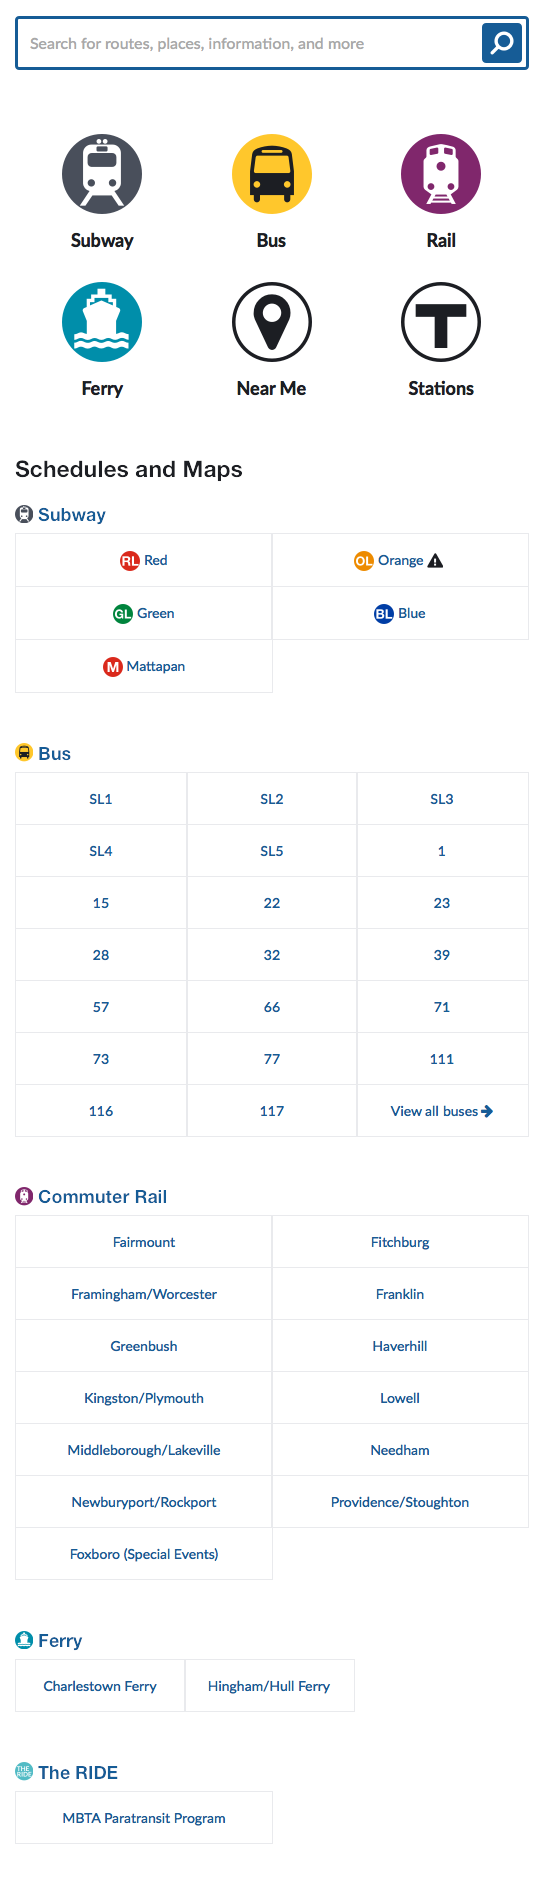 Search for routes, places, information, and more
Subway Bus Rail
T
Ferry Near Me Stations
Schedules and Maps
Subway
RL Red OL Orange
GL Green BL Blue
M Mattapan
Bus
SL1 SL2 SL3
SL4 SL5 1
15 22 23
28 32 39
57 66 71
73 77 111
116 117 View all buses
Commuter Rail
Fairmount Fitchburg
Framingham/Worcester Franklin
Greenbush Haverhill
Kingston/Plymouth Lowell
Middleborough/Lakeville Needham
Newburyport/Rockport Providence/Stoughton
Foxboro (Special Events)
Ferry
Charlestown Ferry Hingham/Hull Ferry
THE RIDE The RIDE
MBTA Paratransit Program